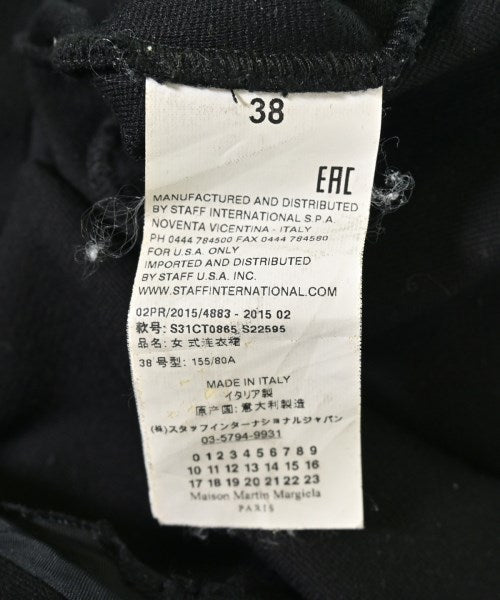 38
EAC
MANUFACTURED AND DISTRIBUTED
BY STAFF INTERNATIONAL S.P.A.
NOVENTA VICENTINA - ITALY
PH 0444 784500 FAX 0444 784580
FOR U.S.A. ONLY
IMPORTED AND DISTRIBUTED
BY STAFF U.S.A. INC.
WWW.STAFFINTERNATIONAL.COM
02PR/2015/4883 - 2015 02
款号: S31CT0865 S22595
品名: 女 式连衣裙
38 号型: 155/80A
MADE IN ITALY
イタリア製
原产国: 意大利製造
(株)スタッフインターナショナルジャパン
03-5794-9931
0 1 2 3 4 5 6 7 8 9
10 11 12 13 14 15 16
17 18 19 20 21 22 23
Maison Martin Margiela
PARIS